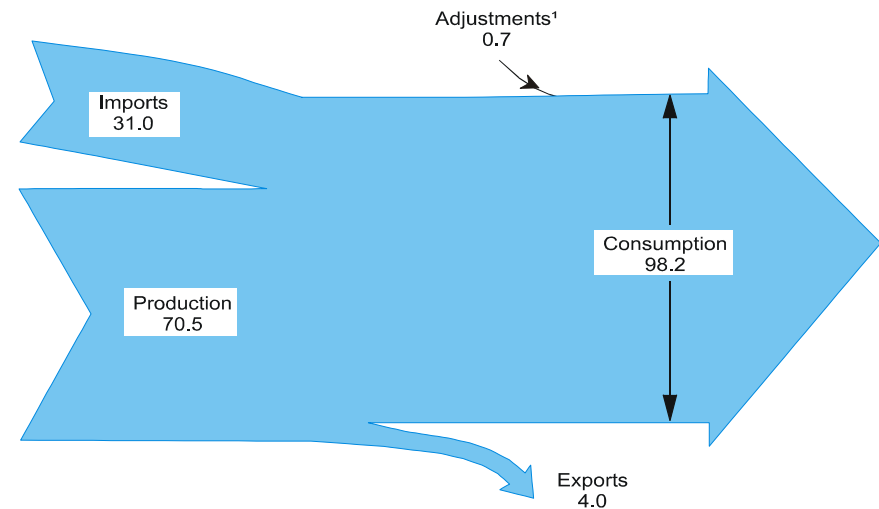 Adjustments¹
0.7
Imports
31.0
Consumption
98.2
Production
70.5
Exports
4.0